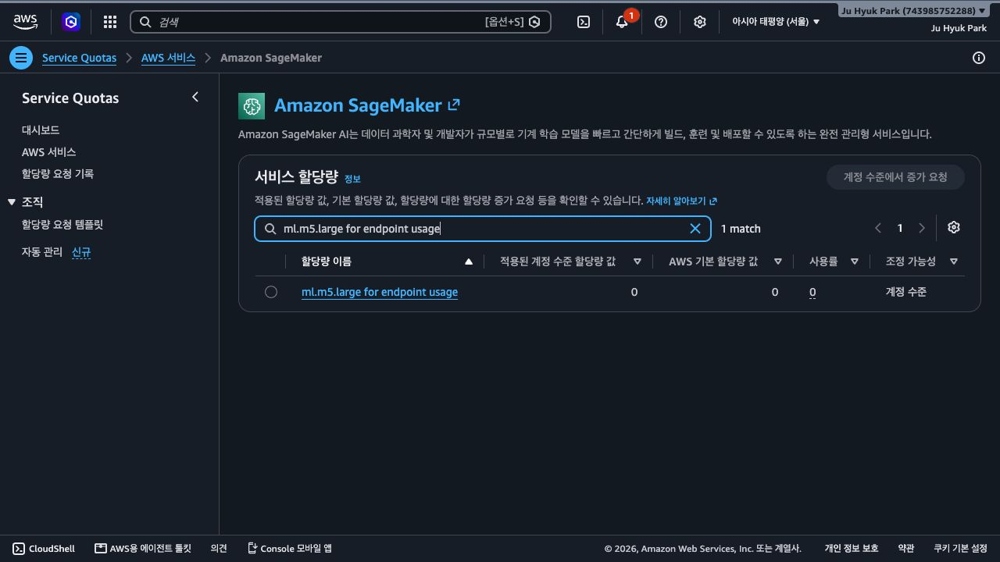 aws
검색
[옵션+S]
1
아시아 태평양 (서울)
Ju Hyuk Park (743985752288)
Ju Hyuk Park
Service Quotas
AWS 서비스
Amazon SageMaker
Service Quotas
대시보드
AWS 서비스
할당량 요청 기록
조직
할당량 요청 템플릿
자동 관리 신규
Amazon SageMaker
Amazon SageMaker AI는 데이터 과학자 및 개발자가 규모별로 기계 학습 모델을 빠르고 간단하게 빌드, 훈련 및 배포할 수 있도록 하는 완전 관리형 서비스입니다.
서비스 할당량 정보
계정 수준에서 증가 요청
적용된 할당량 값, 기본 할당량 값, 할당량에 대한 할당량 증가 요청 등을 확인할 수 있습니다. 자세히 알아보기
ml.m5.large for endpoint usage
1 match
1
할당량 이름 적용된 계정 수준 할당량 값 AWS 기본 할당량 값 사용률 조정 가능성
ml.m5.large for endpoint usage 0 0 0 계정 수준
CloudShell
AWS용 에이전트 툴킷
의견
Console 모바일 앱
© 2026, Amazon Web Services, Inc. 또는 계열사.
개인 정보 보호
약관
쿠키 기본 설정